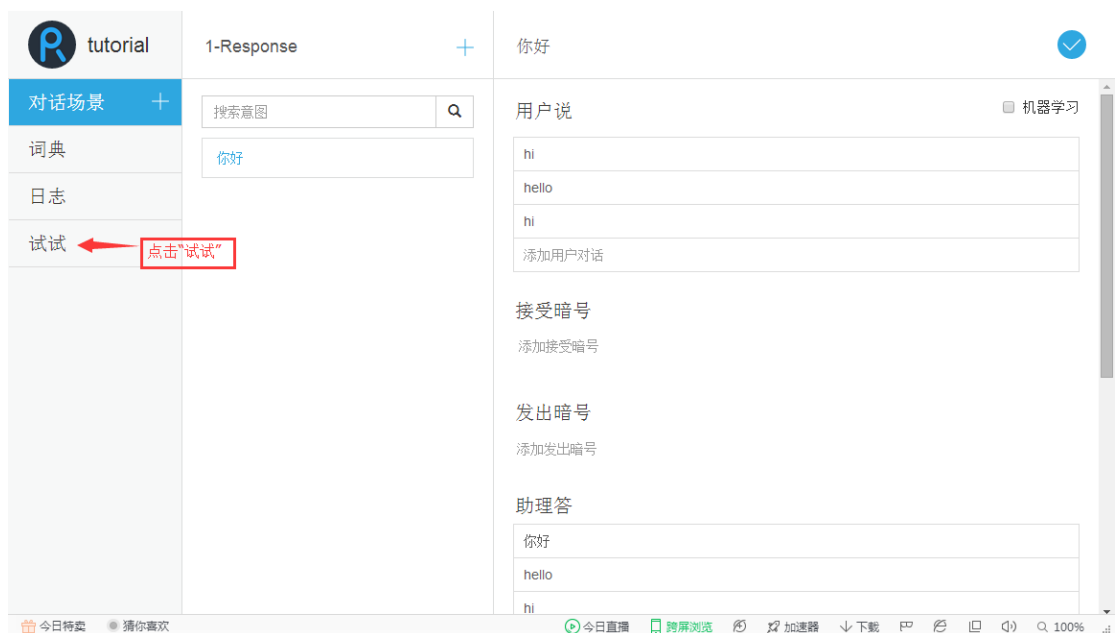 tutorial
对话场景
词典
日志
试试
点击“试试”
1-Response
搜索意图
你好
你好
用户说
机器学习
hi
hello
hi
添加用户对话
接受暗号
添加接受暗号
发出暗号
添加发出暗号
助理答
你好
hello
hi
今日特卖 猜你喜欢 今日直播 跨屏浏览 加速器 下载 100%